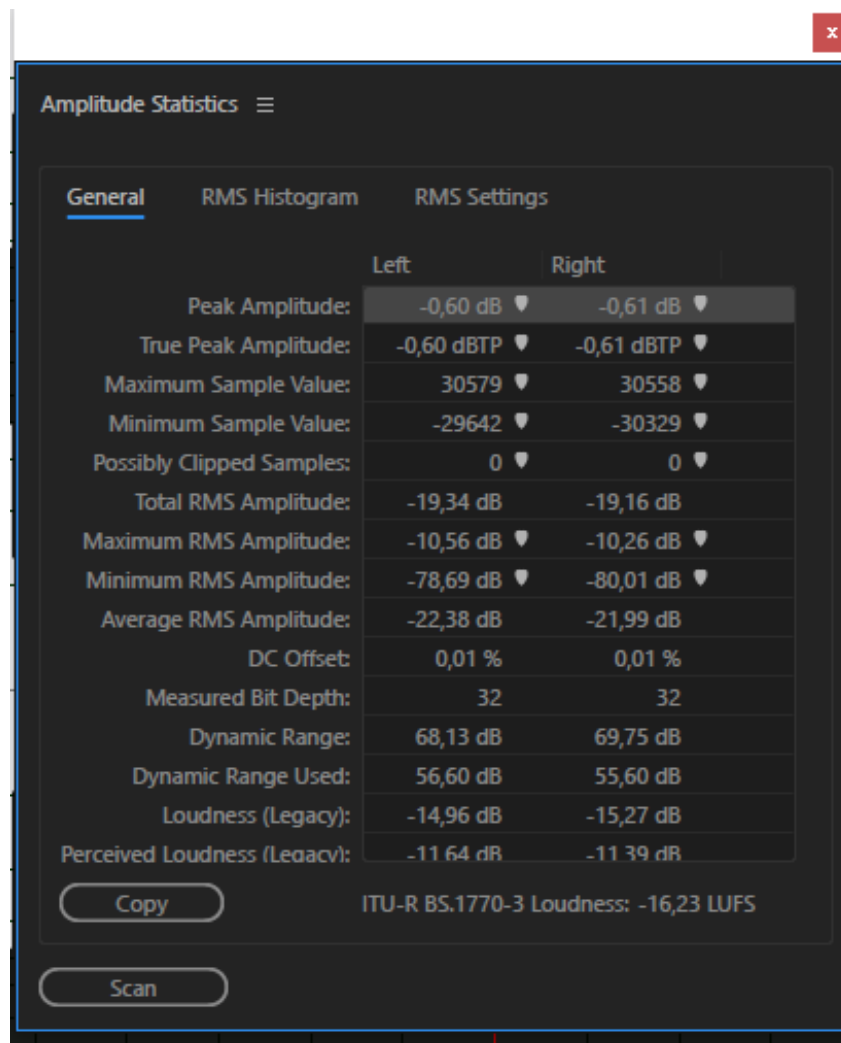 x
Amplitude Statistics
General RMS Histogram RMS Settings
Left Right
Peak Amplitude: -0,60 dB -0,61 dB
True Peak Amplitude: -0,60 dBTP -0,61 dBTP
Maximum Sample Value: 30579 30558
Minimum Sample Value: -29642 -30329
Possibly Clipped Samples: 0 0
Total RMS Amplitude: -19,34 dB -19,16 dB
Maximum RMS Amplitude: -10,56 dB -10,26 dB
Minimum RMS Amplitude: -78,69 dB -80,01 dB
Average RMS Amplitude: -22,38 dB -21,99 dB
DC Offset: 0,01 % 0,01 %
Measured Bit Depth: 32 32
Dynamic Range: 68,13 dB 69,75 dB
Dynamic Range Used: 56,60 dB 55,60 dB
Loudness (Legacy): -14,96 dB -15,27 dB
Perceived Loudness (Legacy): -11,64 dB -11,39 dB
Copy ITU-R BS.1770-3 Loudness: -16,23 LUFS
Scan